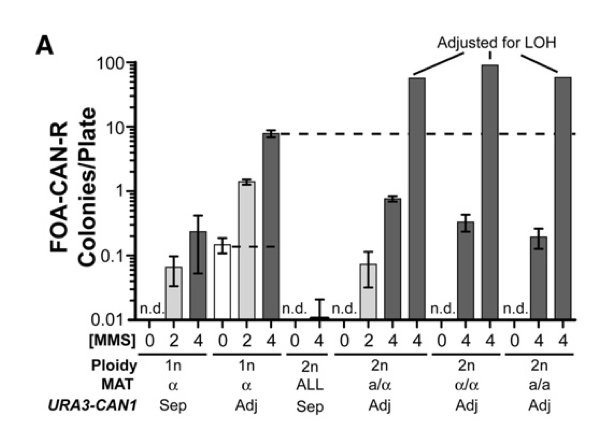 A
Adjusted for LOH
FOA-CAN-R
Colonies/Plate
100
10
1
0.1
0.01
n.d. n.d. n.d. n.d. n.d.
[MMS] 0 2 4 0 2 4 0 4 0 2 4 4 0 4 4 0 4 4
Ploidy 1n 1n 2n 2n 2n 2n
MAT α α ALL a/α α/α a/a
URA3-CAN1 Sep Adj Sep Adj Adj Adj